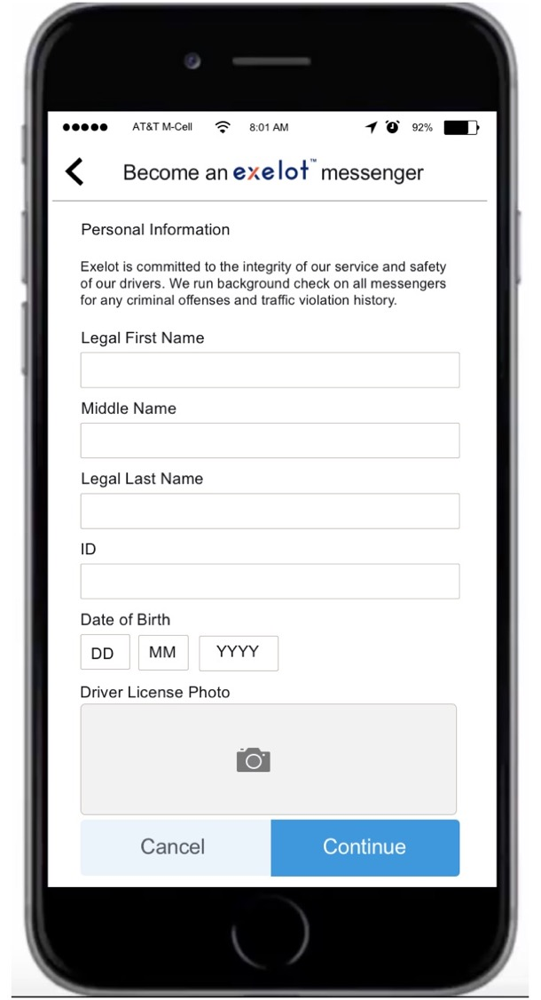 AT&T M-Cell 8:01 AM 92%
Become an exelot™ messenger
Personal Information
Exelot is committed to the integrity of our service and safety
of our drivers. We run background check on all messengers
for any criminal offenses and traffic violation history.
Legal First Name
Middle Name
Legal Last Name
ID
Date of Birth
DD MM YYYY
Driver License Photo
Cancel Continue